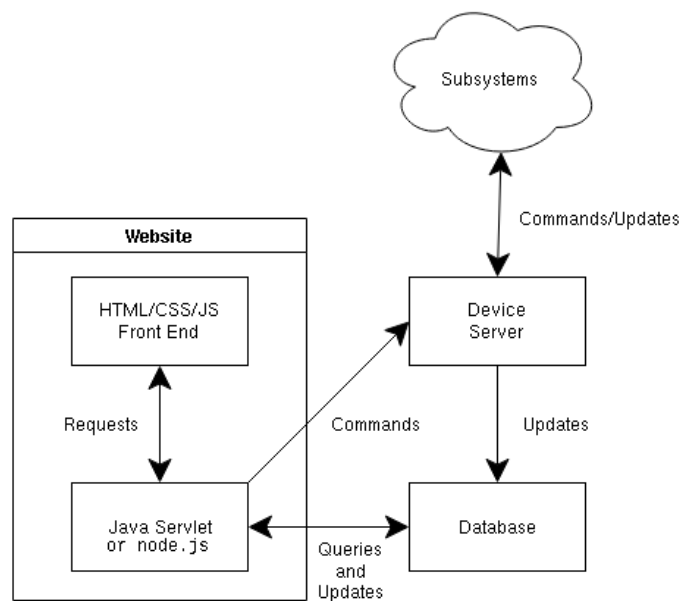 Subsystems
Commands/Updates
Website
HTML/CSS/JS
Front End
Device
Server
Requests
Commands
Updates
Java Servlet
or node.js
Database
Queries
and
Updates